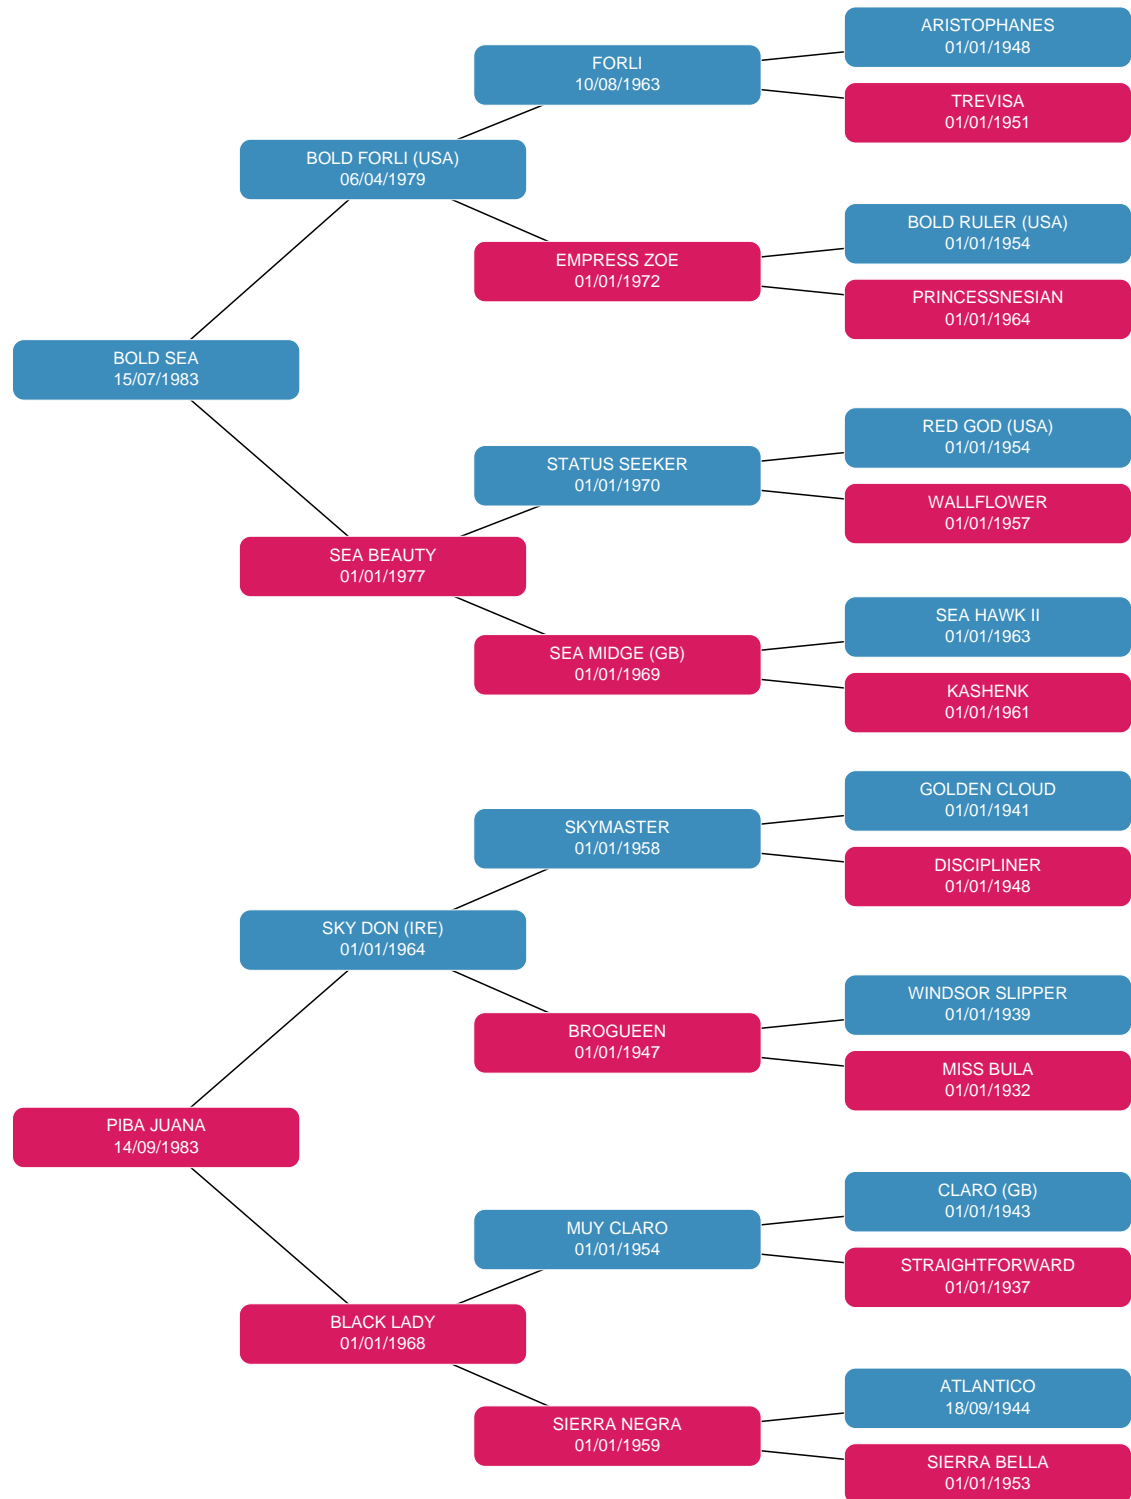 ARISTOPHANES
01/01/1948
FORLI
10/08/1963
TREVISA
01/01/1951
BOLD FORLI (USA)
06/04/1979
BOLD RULER (USA)
01/01/1954
EMPRESS ZOE
01/01/1972
PRINCESSNESIAN
01/01/1964
BOLD SEA
15/07/1983
RED GOD (USA)
01/01/1954
STATUS SEEKER
01/01/1970
WALLFLOWER
01/01/1957
SEA BEAUTY
01/01/1977
SEA HAWK II
01/01/1963
SEA MIDGE (GB)
01/01/1969
KASHENK
01/01/1961
GOLDEN CLOUD
01/01/1941
SKYMASTER
01/01/1958
DISCIPLINER
01/01/1948
SKY DON (IRE)
01/01/1964
WINDSOR SLIPPER
01/01/1939
BROGUEEN
01/01/1947
MISS BULA
01/01/1932
PIBA JUANA
14/09/1983
CLARO (GB)
01/01/1943
MUY CLARO
01/01/1954
STRAIGHTFORWARD
01/01/1937
BLACK LADY
01/01/1968
ATLANTICO
18/09/1944
SIERRA NEGRA
01/01/1959
SIERRA BELLA
01/01/1953